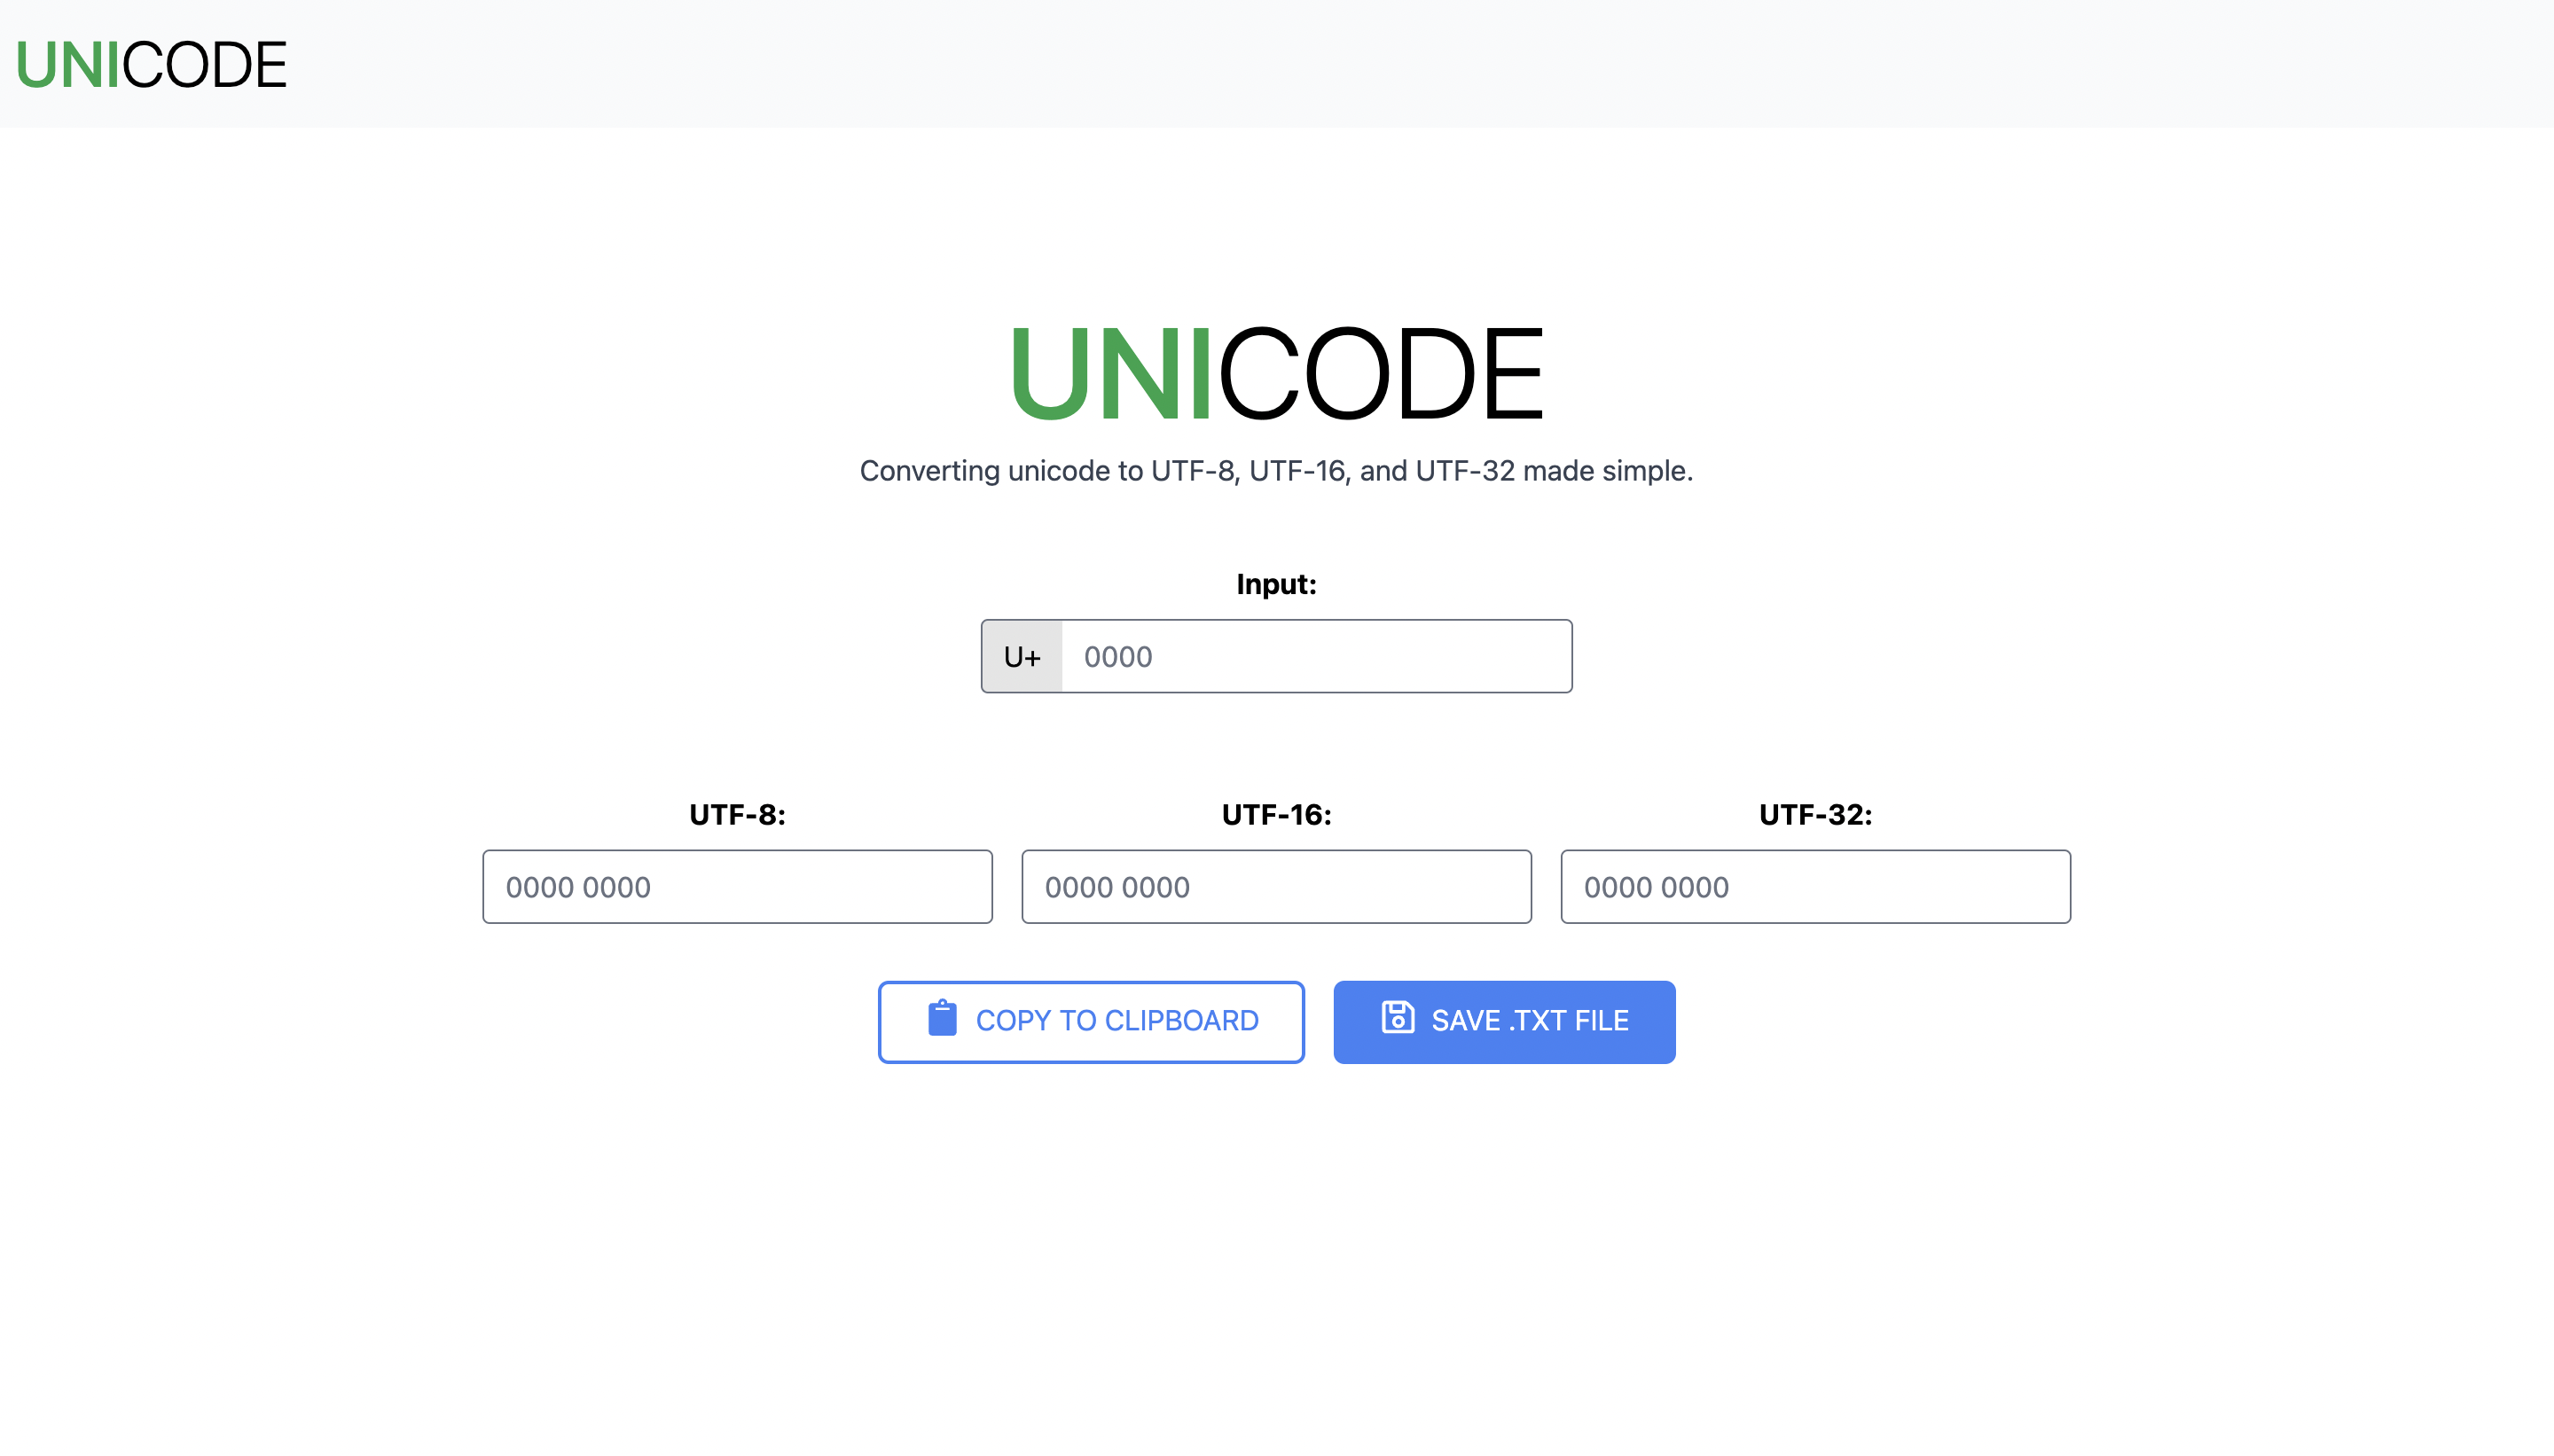 UNICODE
UNICODE
Converting unicode to UTF-8, UTF-16, and UTF-32 made simple.
Input:
U+ 0000
UTF-8: UTF-16: UTF-32:
0000 0000 0000 0000 0000 0000
COPY TO CLIPBOARD SAVE .TXT FILE